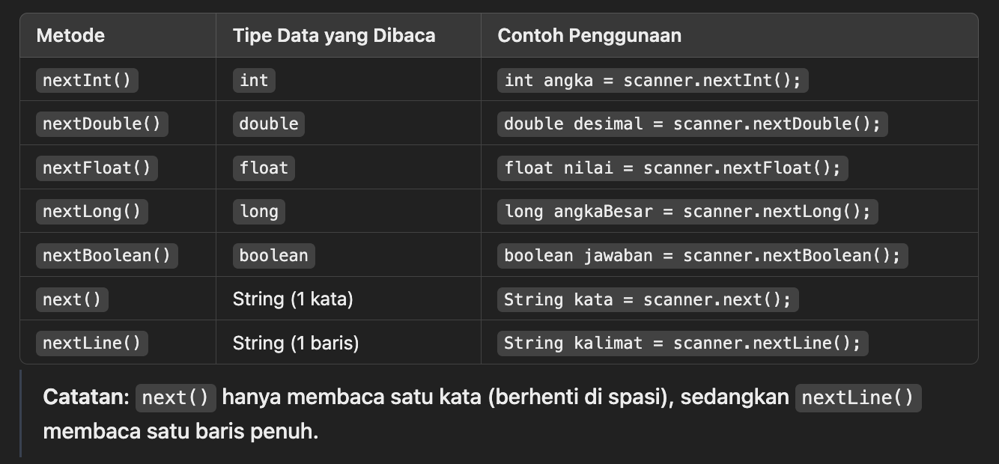 Metode Tipe Data yang Dibaca Contoh Penggunaan
nextInt() int int angka = scanner.nextInt();
nextDouble() double double desimal = scanner.nextDouble();
nextFloat() float float nilai = scanner.nextFloat();
nextLong() long long angkaBesar = scanner.nextLong();
nextBoolean() boolean boolean jawaban = scanner.nextBoolean();
next() String (1 kata) String kata = scanner.next();
nextLine() String (1 baris) String kalimat = scanner.nextLine();
Catatan: next() hanya membaca satu kata (berhenti di spasi), sedangkan nextLine()
membaca satu baris penuh.